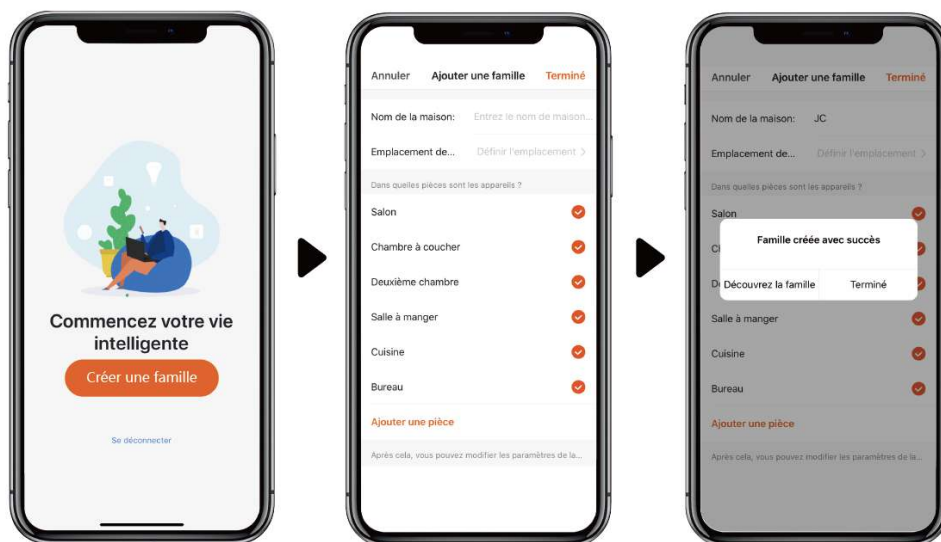 Commencez votre vie
intelligente
Créer une famille
Se déconnecter
Annuler Ajouter une famille Terminé
Nom de la maison: Entrez le nom de maison...
Emplacement de... Définir l'emplacement >
Dans quelles pièces sont les appareils ?
Salon
Chambre à coucher
Deuxième chambre
Salle à manger
Cuisine
Bureau
Ajouter une pièce
Après cela, vous pouvez modifier les paramètres de la...
Annuler Ajouter une famille Terminé
Nom de la maison: JC
Emplacement de... Définir l'emplacement >
Dans quelles pièces sont les appareils ?
Salon
Famille créée avec succès
Découvrez la famille Terminé
Salle à manger
Cuisine
Bureau
Ajouter une pièce
Après cela, vous pouvez modifier les paramètres de la...